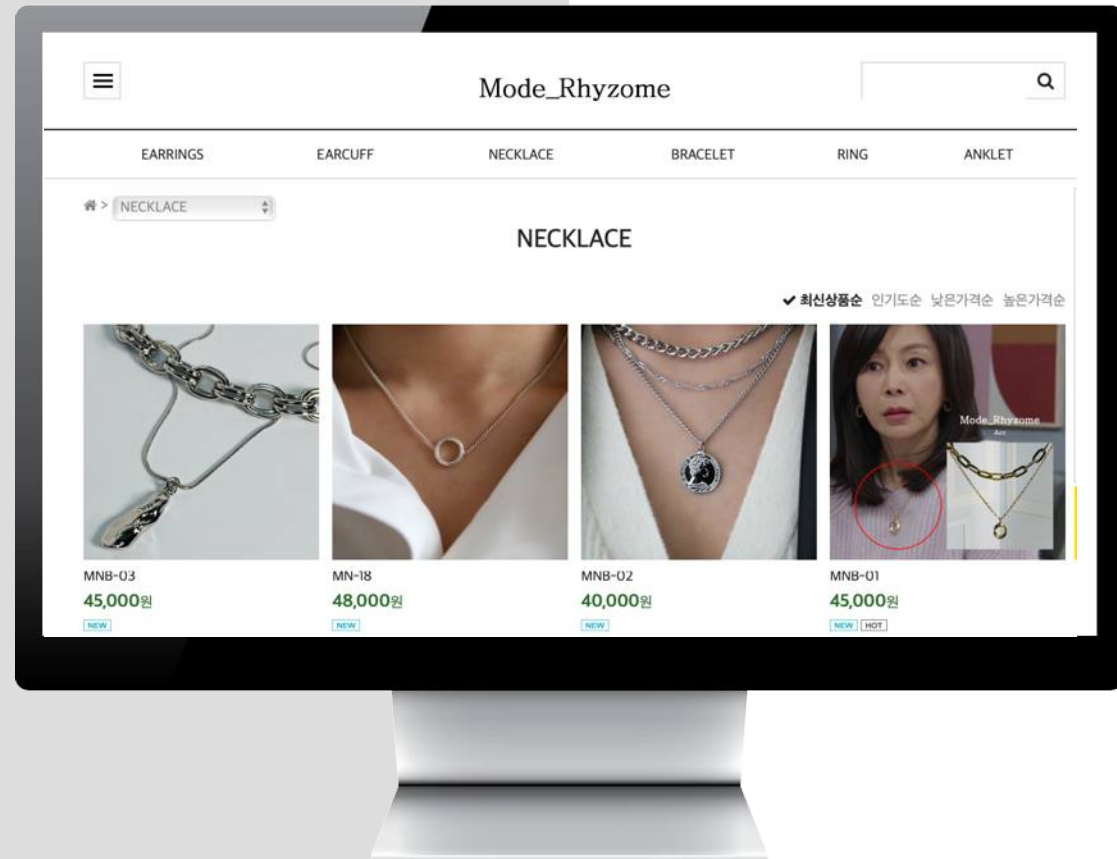 Mode_Rhyzome
EARRINGS EARCUFF NECKLACE BRACELET RING ANKLET
> NECKLACE
NECKLACE
최신상품순 인기도순 낮은가격순 높은가격순
Mode_Rhyzome
Acc
MNB-03 MN-18 MNB-02 MNB-01
45,000원 48,000원 40,000원 45,000원
NEW NEW NEW NEW HOT